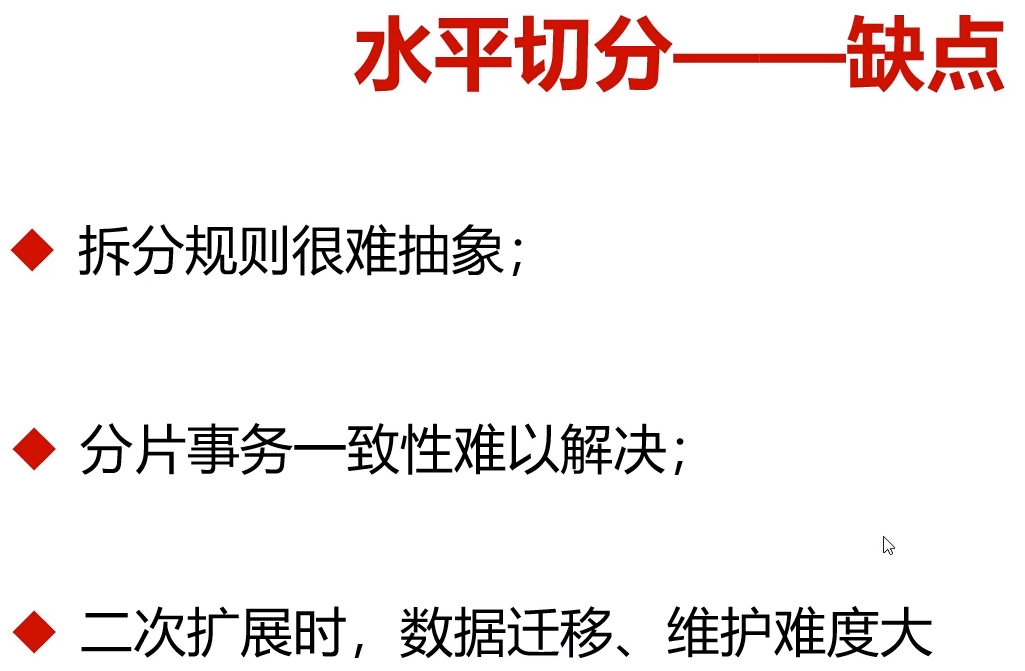 水平切分——缺点
拆分规则很难抽象；
分片事务一致性难以解决；
二次扩展时，数据迁移、维护难度大